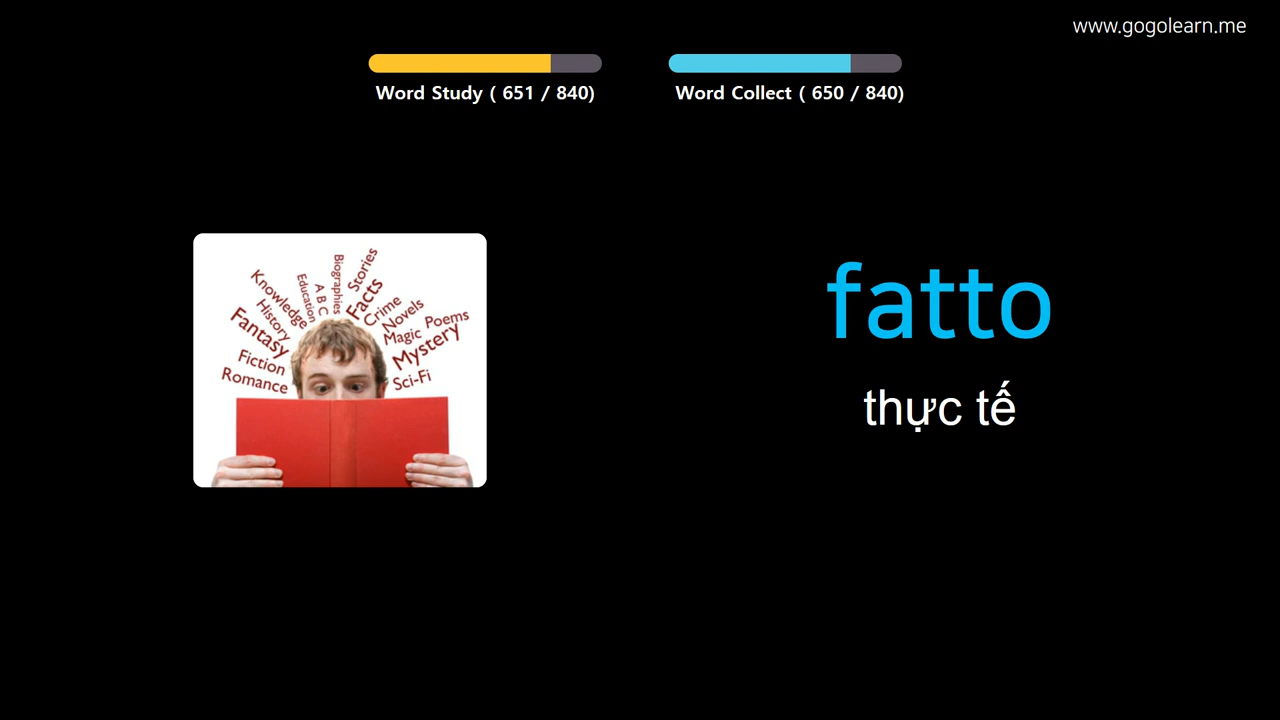 www.gogolearn.me
Word Study ( 651 / 840)
Word Collect ( 650 / 840)
Knowledge
History
Fantasy
Fiction
Romance
Education
A B C
Biographies
Stories
Facts
Crime
Novels
Magic
Poems
Mystery
Sci-Fi
fatto
thực tế